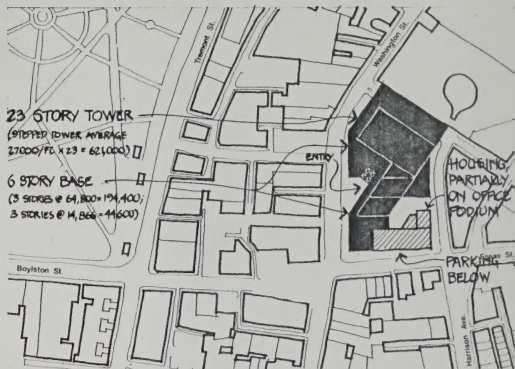 Tremont St.
Washington St.
23 STORY TOWER
(STEPPED TOWER AVERAGE
27000/FL × 23 = 621,000)
ENTRY
6 STORY BASE
(3 STORIES @ 64,800 = 194,400;
3 STORIES @ 14,866 = 44600)
HOUSING,
PARTIALLY
ON OFFICE
PODIUM
PARKING
BELOW
Boylston St.
Essex St.
Harrison Ave.